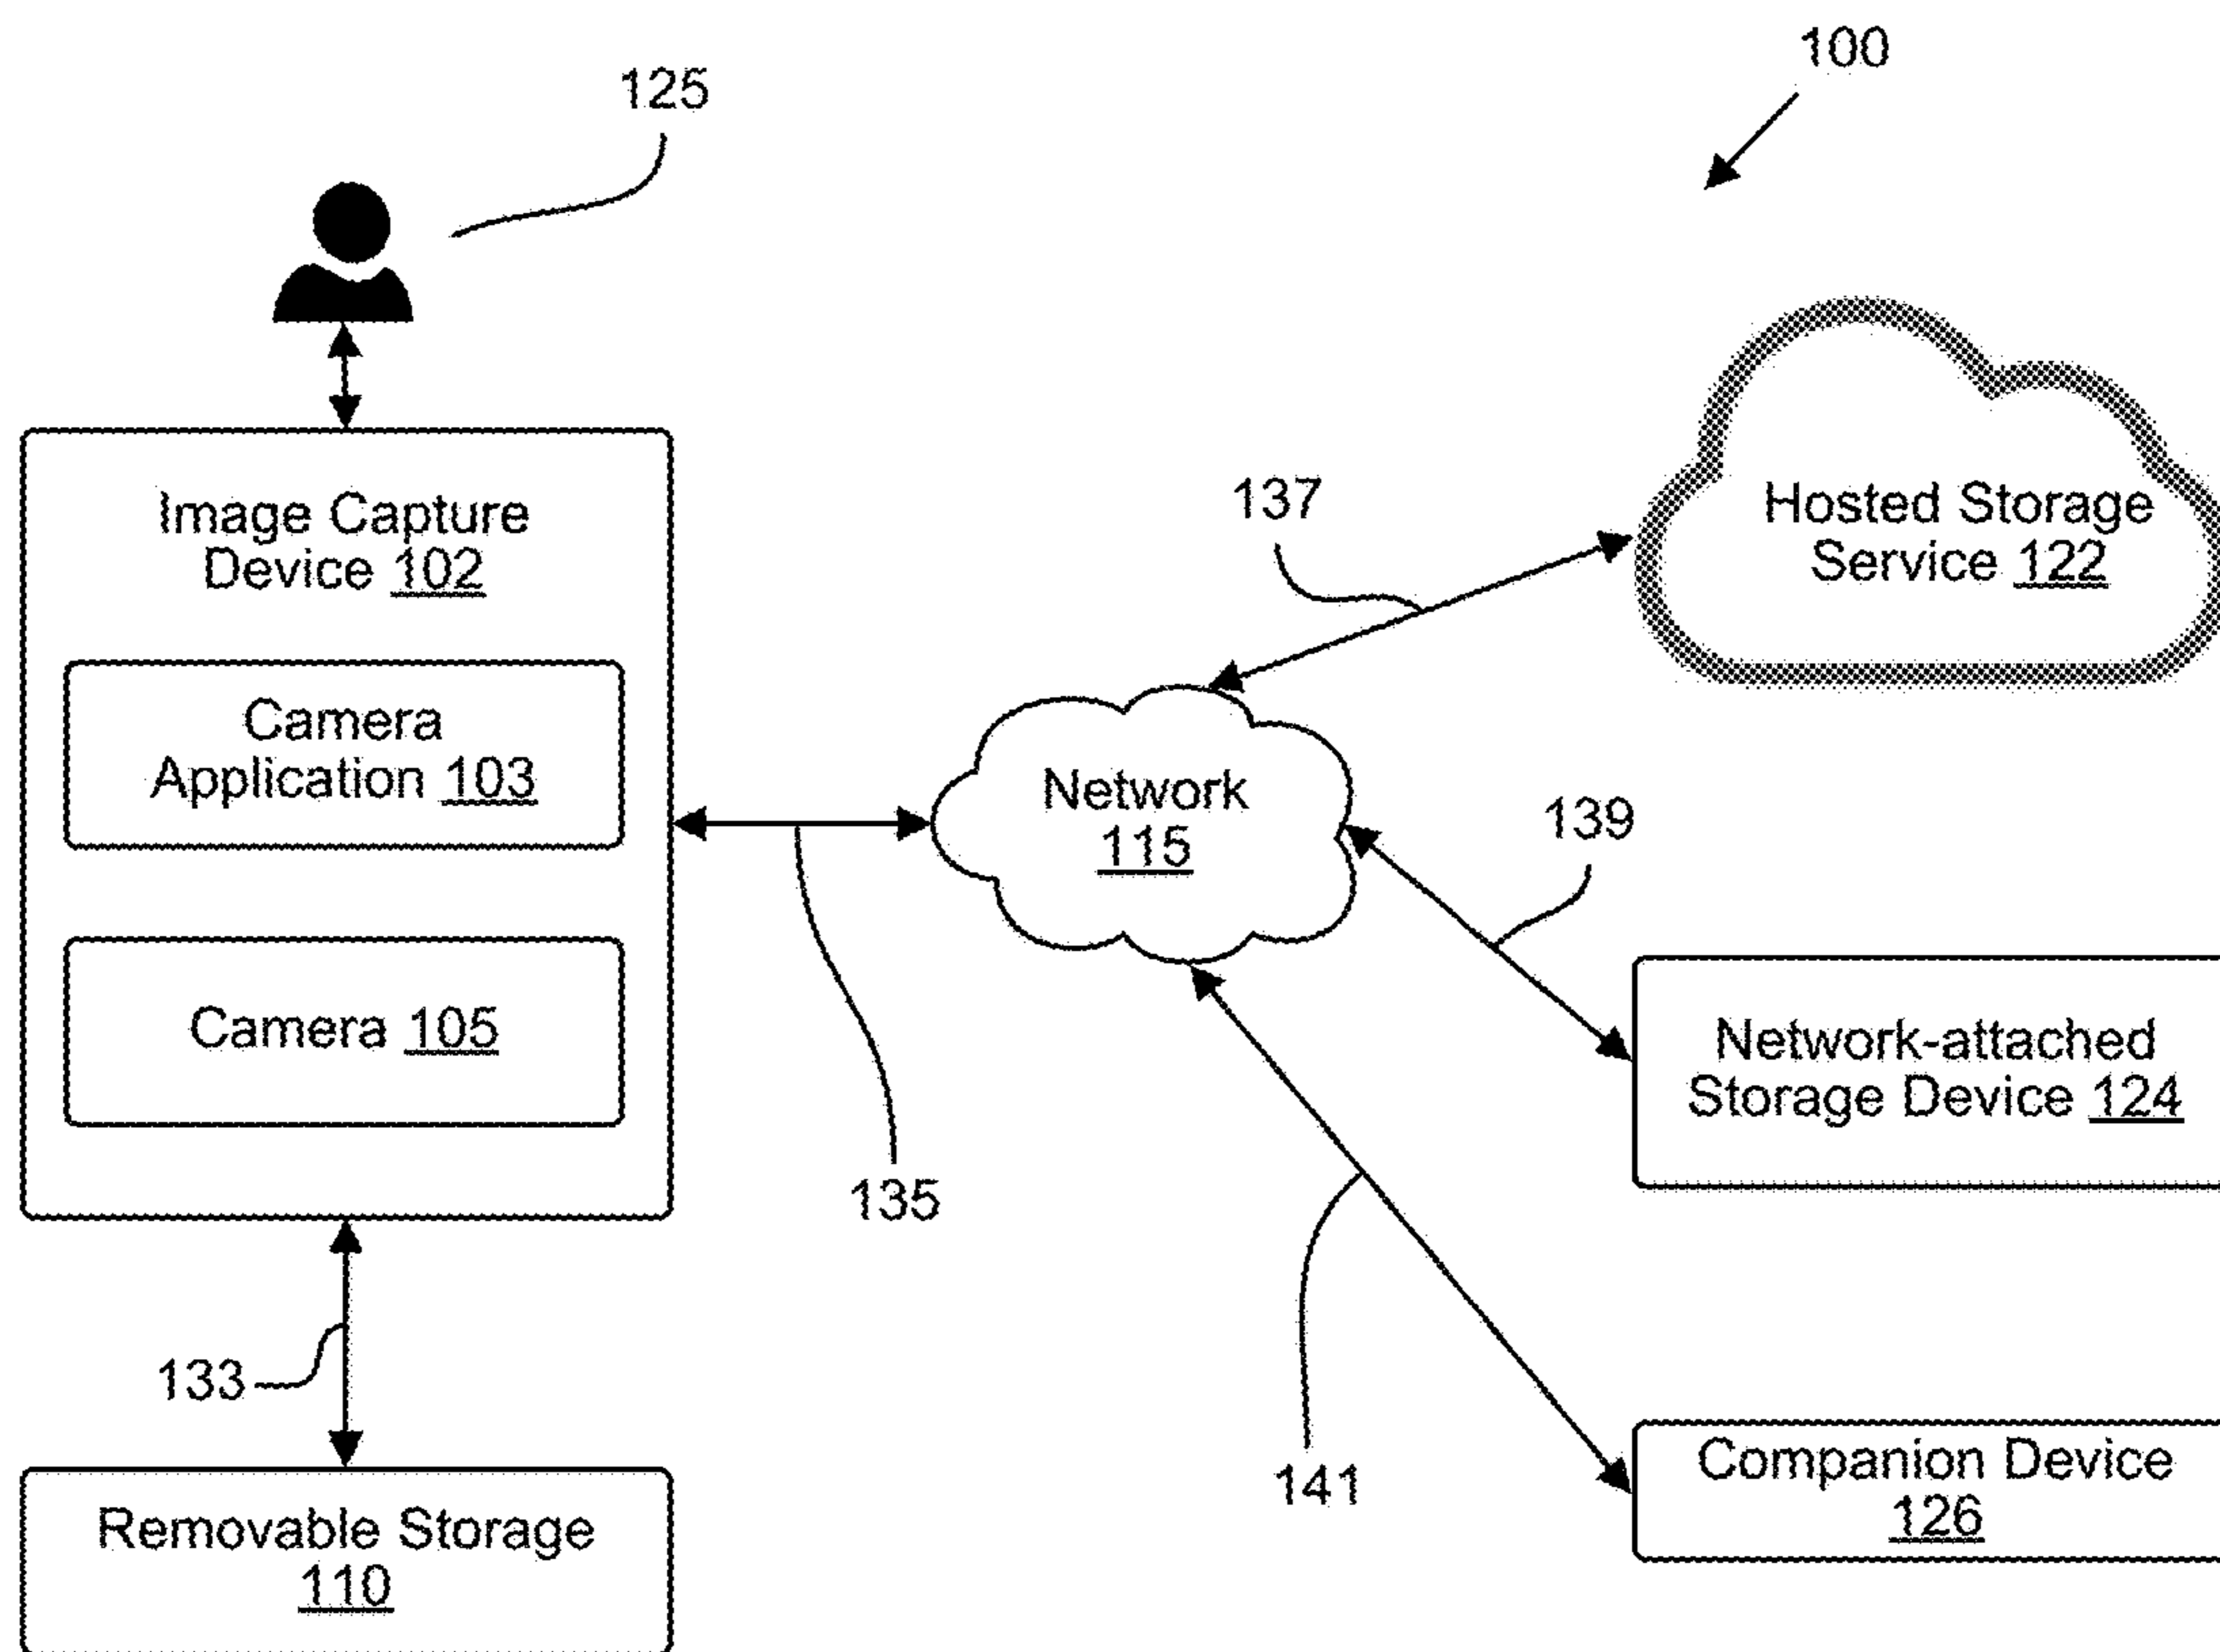 100
125
Image Capture
Device 102
Camera
Application 103
Camera 105
137
Hosted Storage
Service 122
Network
115
139
135
Network-attached
Storage Device 124
133
141
Removable Storage
110
Companion Device
126